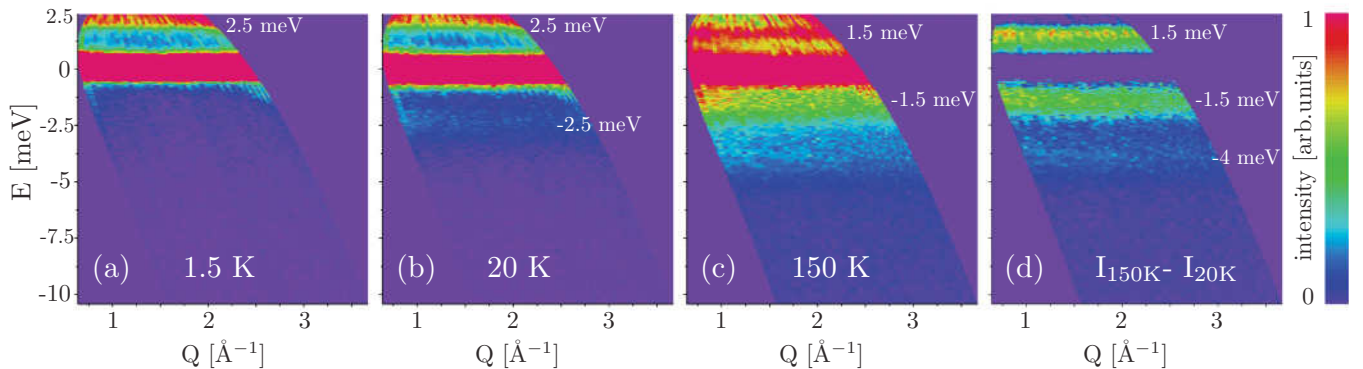 2.5
0
-2.5
-5
-7.5
-10
E [meV]
2.5 meV
(a) 1.5 K
1 2 3
Q [Å⁻¹]
2.5 meV
-2.5 meV
(b) 20 K
1 2 3
Q [Å⁻¹]
1.5 meV
-1.5 meV
(c) 150 K
1 2 3
Q [Å⁻¹]
1.5 meV
-1.5 meV
-4 meV
(d) I150K- I20K
1 2 3
Q [Å⁻¹]
1
0
intensity [arb.units]